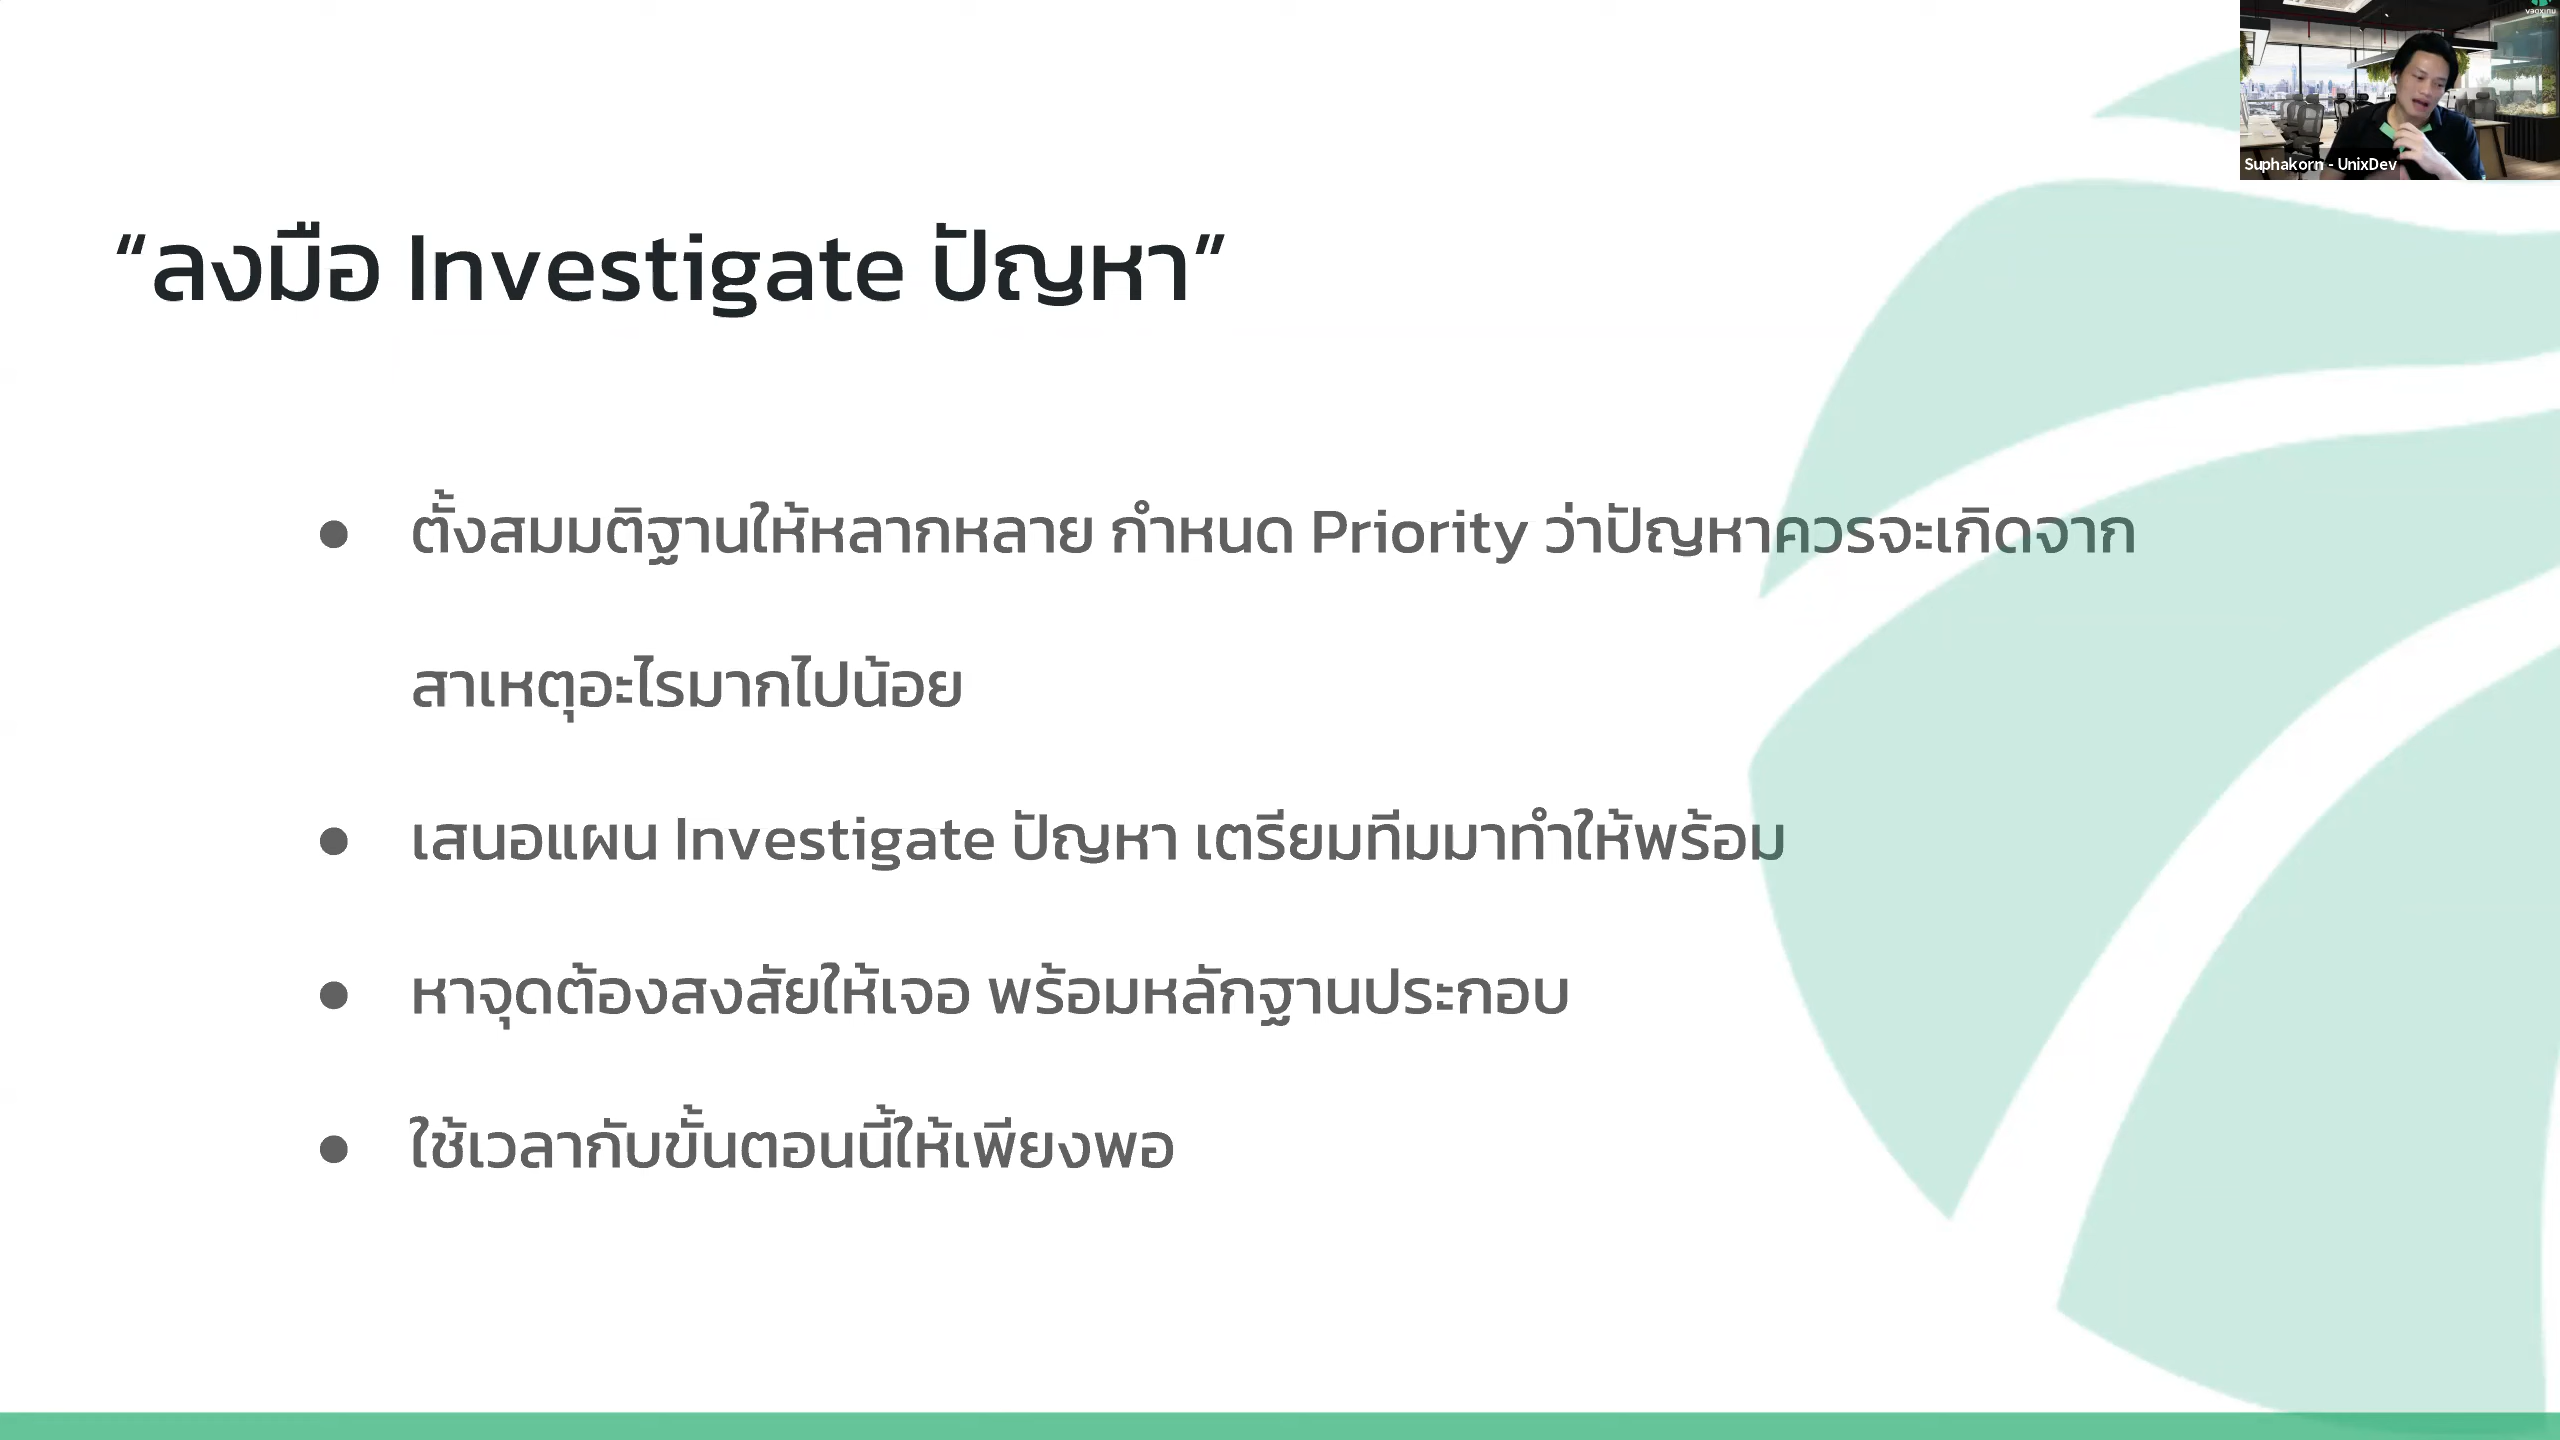 Suphakorn - UnixDev
“ลงมือ Investigate ปัญหา”
● ตั้งสมมติฐานให้หลากหลาย กำหนด Priority ว่าปัญหาควรจะเกิดจาก
สาเหตุอะไรมากไปน้อย
● เสนอแผน Investigate ปัญหา เตรียมทีมมาทำให้พร้อม
● หาจุดต้องสงสัยให้เจอ พร้อมหลักฐานประกอบ
● ใช้เวลากับขั้นตอนนี้ให้เพียงพอ